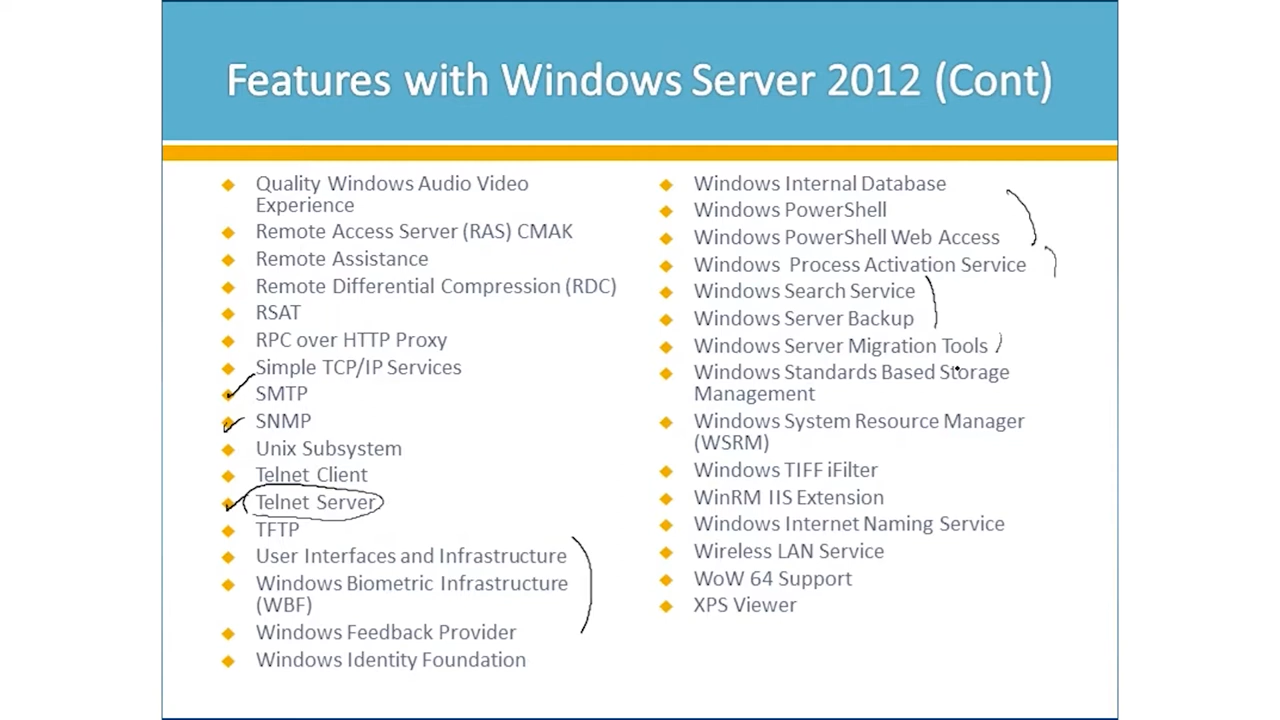 Features with Windows Server 2012 (Cont)
Quality Windows Audio Video
Experience
Remote Access Server (RAS) CMAK
Remote Assistance
Remote Differential Compression (RDC)
RSAT
RPC over HTTP Proxy
Simple TCP/IP Services
SMTP
SNMP
Unix Subsystem
Telnet Client
Telnet Server
TFTP
User Interfaces and Infrastructure
Windows Biometric Infrastructure
(WBF)
Windows Feedback Provider
Windows Identity Foundation
Windows Internal Database
Windows PowerShell
Windows PowerShell Web Access
Windows Process Activation Service
Windows Search Service
Windows Server Backup
Windows Server Migration Tools
Windows Standards Based Storage
Management
Windows System Resource Manager
(WSRM)
Windows TIFF iFilter
WinRM IIS Extension
Windows Internet Naming Service
Wireless LAN Service
WoW 64 Support
XPS Viewer